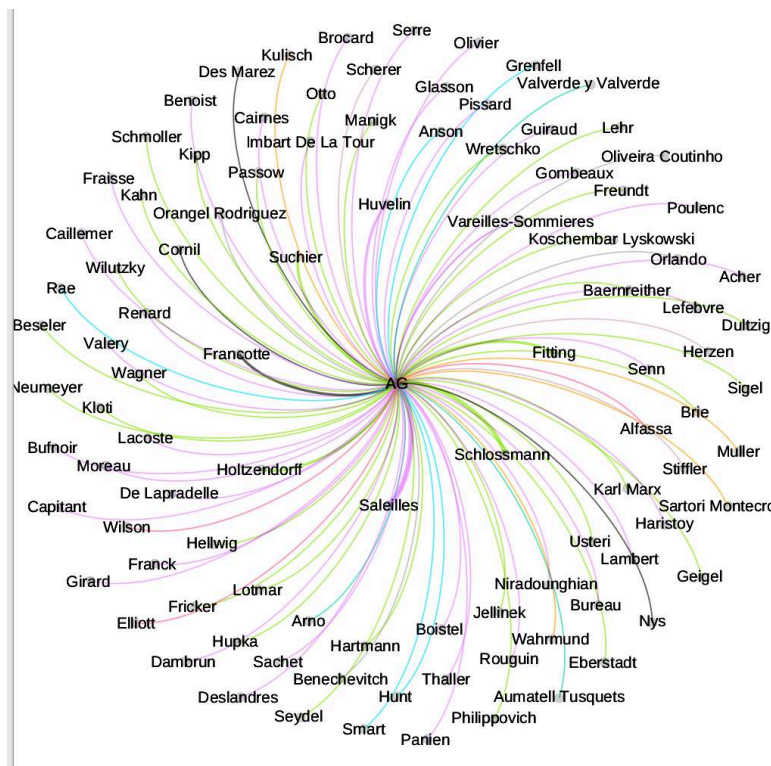 Serre
Brocard
Olivier
Kulisch
Grenfell
Des Marez
Scherer
Valverde y Valverde
Glasson
Otto
Benoist
Pissard
Caines
Manigk
Anson
Guiraud
Lehr
Schmoller
Imbart De La Tour
Wretschko
Kipp
Oliveira Coutinho
Passow
Gombeaux
Fraisse
Freundt
Kahn
Huvelin
Poulenc
Orangel Rodriguez
Vareilles-Sommieres
Caillemer
Koschembar Lyskowski
Cornil
Suchier
Orlando
Wilutzky
Acher
Rae
Baernreither
Lefebvre
Renard
Beseler
Dultzig
Valery
Francotte
Fitting
Herzen
Senn
Wagner
AG
Neumeyer
Sigel
Kloti
Brie
Alfassa
Lacoste
Bufnoir
Muller
Schlossmann
Moreau
Holtzendorff
Stiffler
De Lapradelle
Karl Marx
Capitant
Saleilles
Sartori Montecro
Wilson
Haristoy
Hellwig
Usteri
Lambert
Franck
Girard
Geigel
Niradounghian
Lotmar
Fricker
Bureau
Jellinek
Elliott
Arno
Nys
Boistel
Hupka
Wahrmund
Hartmann
Dambrun
Sachet
Rouguin
Eberstadt
Benechevitch
Thaller
Deslandres
Hunt
Aumatell Tusquets
Seydel
Philippovich
Smart
Panien